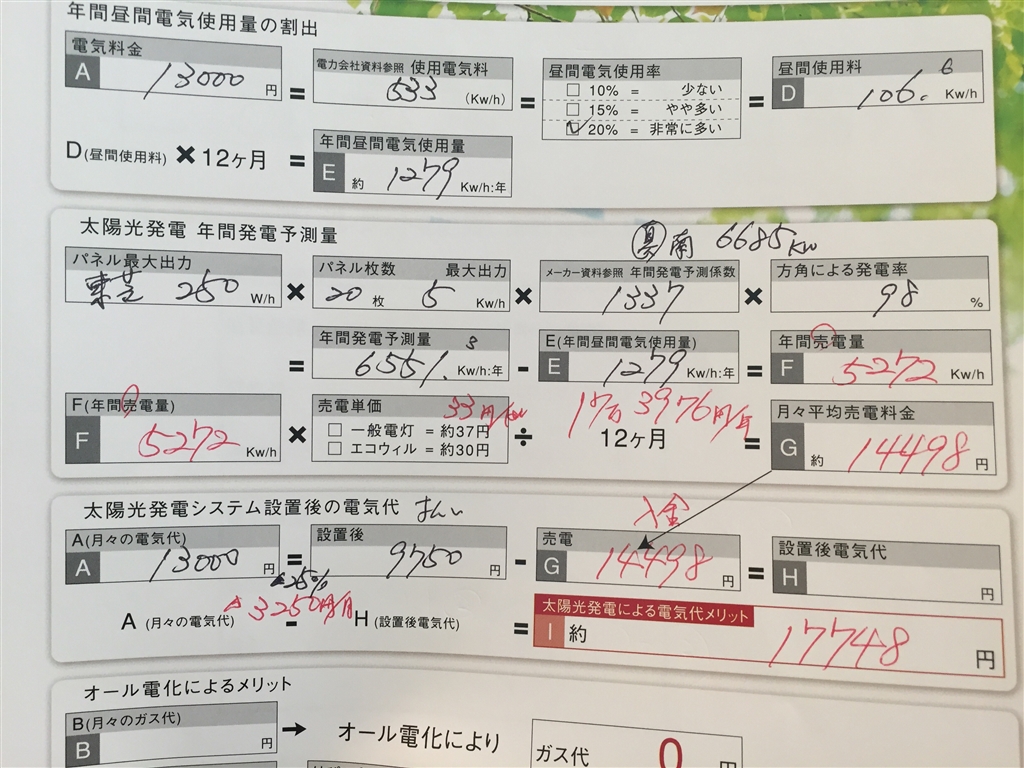 年間昼間電気使用量の割出
A 電気料金 13000 円 = 電力会社資料参照 使用電気料 533 (Kw/h) = 昼間電気使用率 = 昼間使用料 D 106.6 Kw/h
□ 10% = 少ない
□ 15% = やや多い
☑ 20% = 非常に多い
D(昼間使用料) ×12ヶ月 = 年間昼間電気使用量 E 約 1279 Kw/h:年
太陽光発電 年間発電予測量
南 6685 Kw
パネル最大出力 東芝 250 W/h × パネル枚数 20 枚 最大出力 5 Kw/h × メーカー資料参照 年間発電予測係数 1337 × 方角による発電率 98 %
= 年間発電予測量 6551.3 Kw/h:年 - E(年間昼間電気使用量) E 1279 Kw/h:年 = 年間売電量 F 5272 Kw/h
F(年間売電量) F 5272 Kw/h × 売電単価 33円/Kw ÷ 12ヶ月 = 月々平均売電料金 G 約 14498 円
17万3976円/年
□ 一般電灯 = 約37円
□ エコウィル = 約30円
太陽光発電システム設置後の電気代
入金
A(月々の電気代) A 13000 円 = 設置後 9750 円 - 売電 G 14498 円 = 設置後電気代 H 円
▲25%
△3250円/月
A (月々の電気代) - H (設置後電気代) = 太陽光発電による電気代メリット I 約 17748 円
オール電化によるメリット
B(月々のガス代) B 円 → オール電化により ガス代 0 円